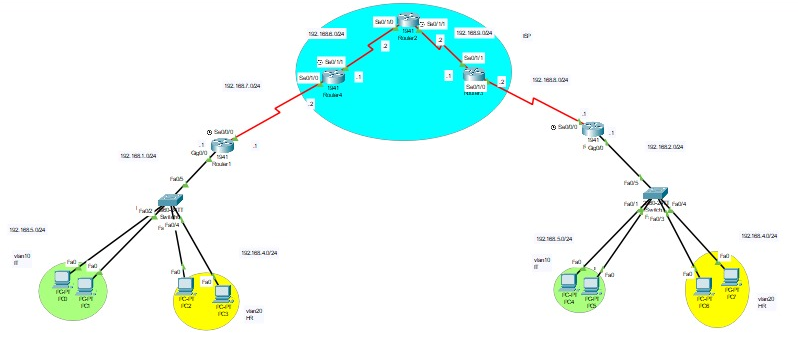 Se0/1/0
1941
Router2
Se0/1/1
.2
.2
192.168.6.0/24
192.168.9.0/24
ISP
Se0/1/1
.1
Se0/1/0
1941
Router4
.2
Se0/1/1
.1
Se0/1/0
.2
192.168.7.0/24
192.168.8.0/24
Se0/0/0
.1
.1
Gig0/0
1941
Router1
192.168.1.0/24
.1
Se0/0/0
.1
1941
Gig0/0
192.168.2.0/24
Fa0/5
Fa0/2
Fa0/4
192.168.5.0/24
192.168.4.0/24
vlan10
IT
Fa0
Fa0
PC-PT
PC0
PC-PT
PC1
Fa0
Fa0
PC-PT
PC2
PC-PT
PC3
vlan20
HR
Fa0/5
Fa0/1
Fa0/4
Fa0/3
192.168.5.0/24
192.168.4.0/24
vlan10
IT
Fa0
Fa0
PC-PT
PC4
PC-PT
PC5
Fa0
Fa0
PC-PT
PC6
PC-PT
PC7
vlan20
HR